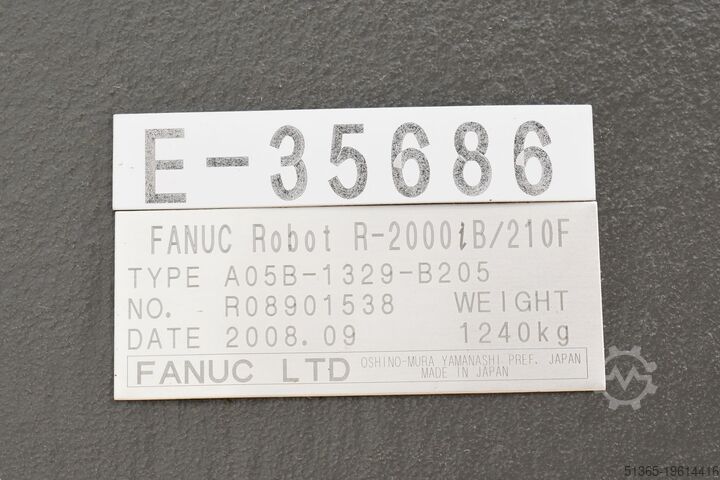 E-35686
FANUC Robot R-2000iB/210F
TYPE A05B-1329-B205
NO. R08901538 WEIGHT
DATE 2008.09 1240kg
FANUC LTD OSHINO-MURA YAMANASHI PREF. JAPAN
MADE IN JAPAN
51365-19614416